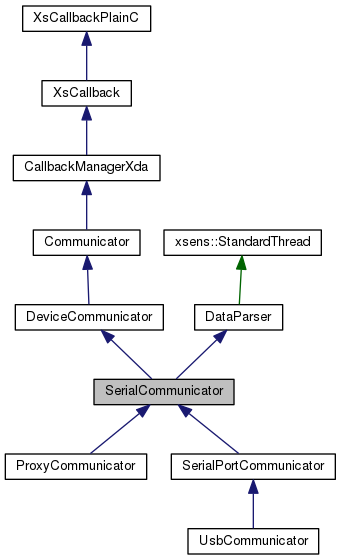 XsCallbackPlainC
XsCallback
CallbackManagerXda
Communicator
xsens::StandardThread
DeviceCommunicator
DataParser
SerialCommunicator
ProxyCommunicator
SerialPortCommunicator
UsbCommunicator